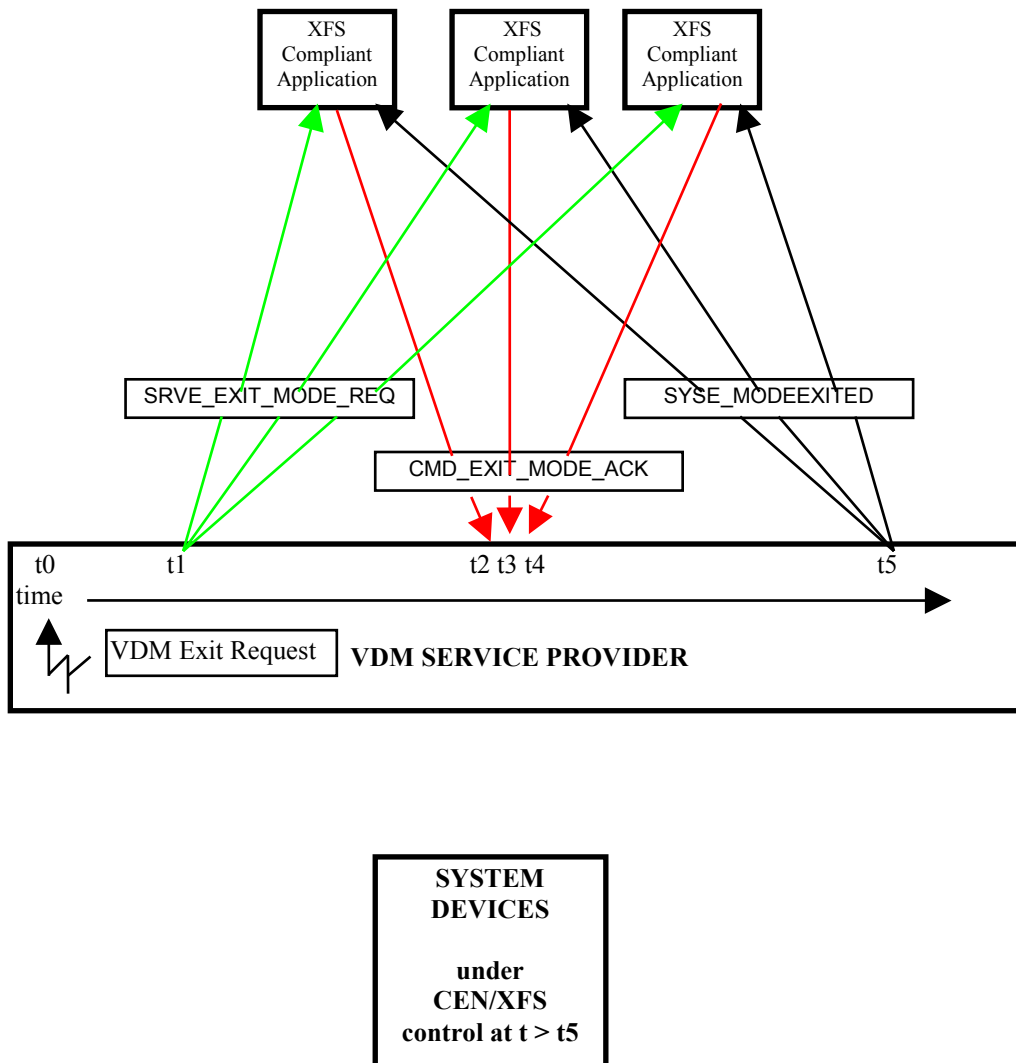 XFS
Compliant
Application
XFS
Compliant
Application
XFS
Compliant
Application
SRVE_EXIT_MODE_REQ
SYSE_MODEEXITED
CMD_EXIT_MODE_ACK
t0
t1
t2
t3
t4
t5
time
VDM Exit Request
VDM SERVICE PROVIDER
SYSTEM
DEVICES
under
CEN/XFS
control at t > t5